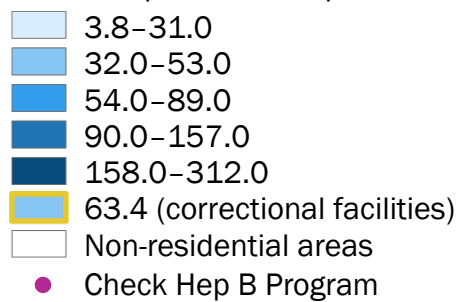 3.8–31.0
32.0–53.0
54.0–89.0
90.0–157.0
158.0–312.0
63.4 (correctional facilities)
Non-residential areas
Check Hep B Program